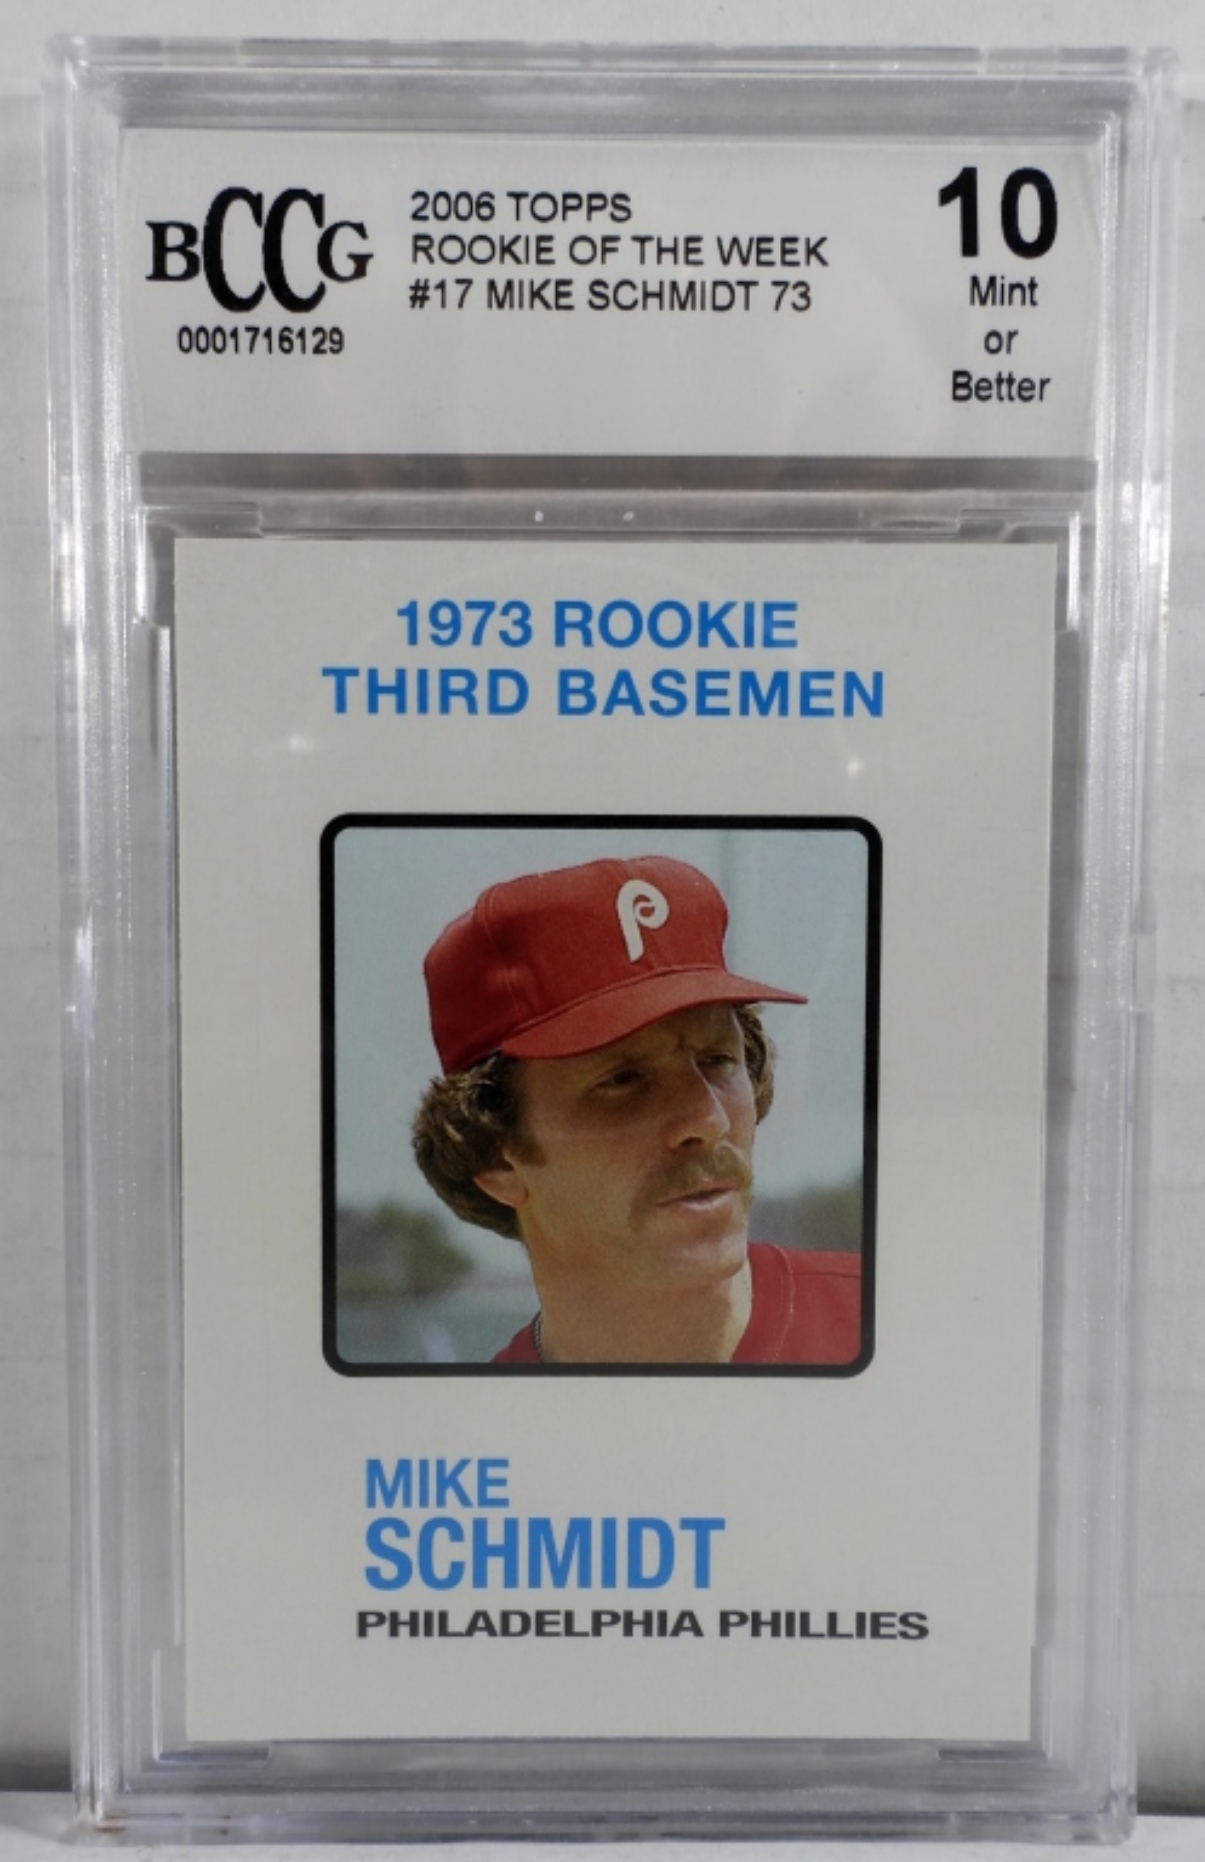 BCCG
0001716129
2006 TOPPS
ROOKIE OF THE WEEK
#17 MIKE SCHMIDT 73
10
Mint
or
Better
1973 ROOKIE
THIRD BASEMEN
P
MIKE
SCHMIDT
PHILADELPHIA PHILLIES